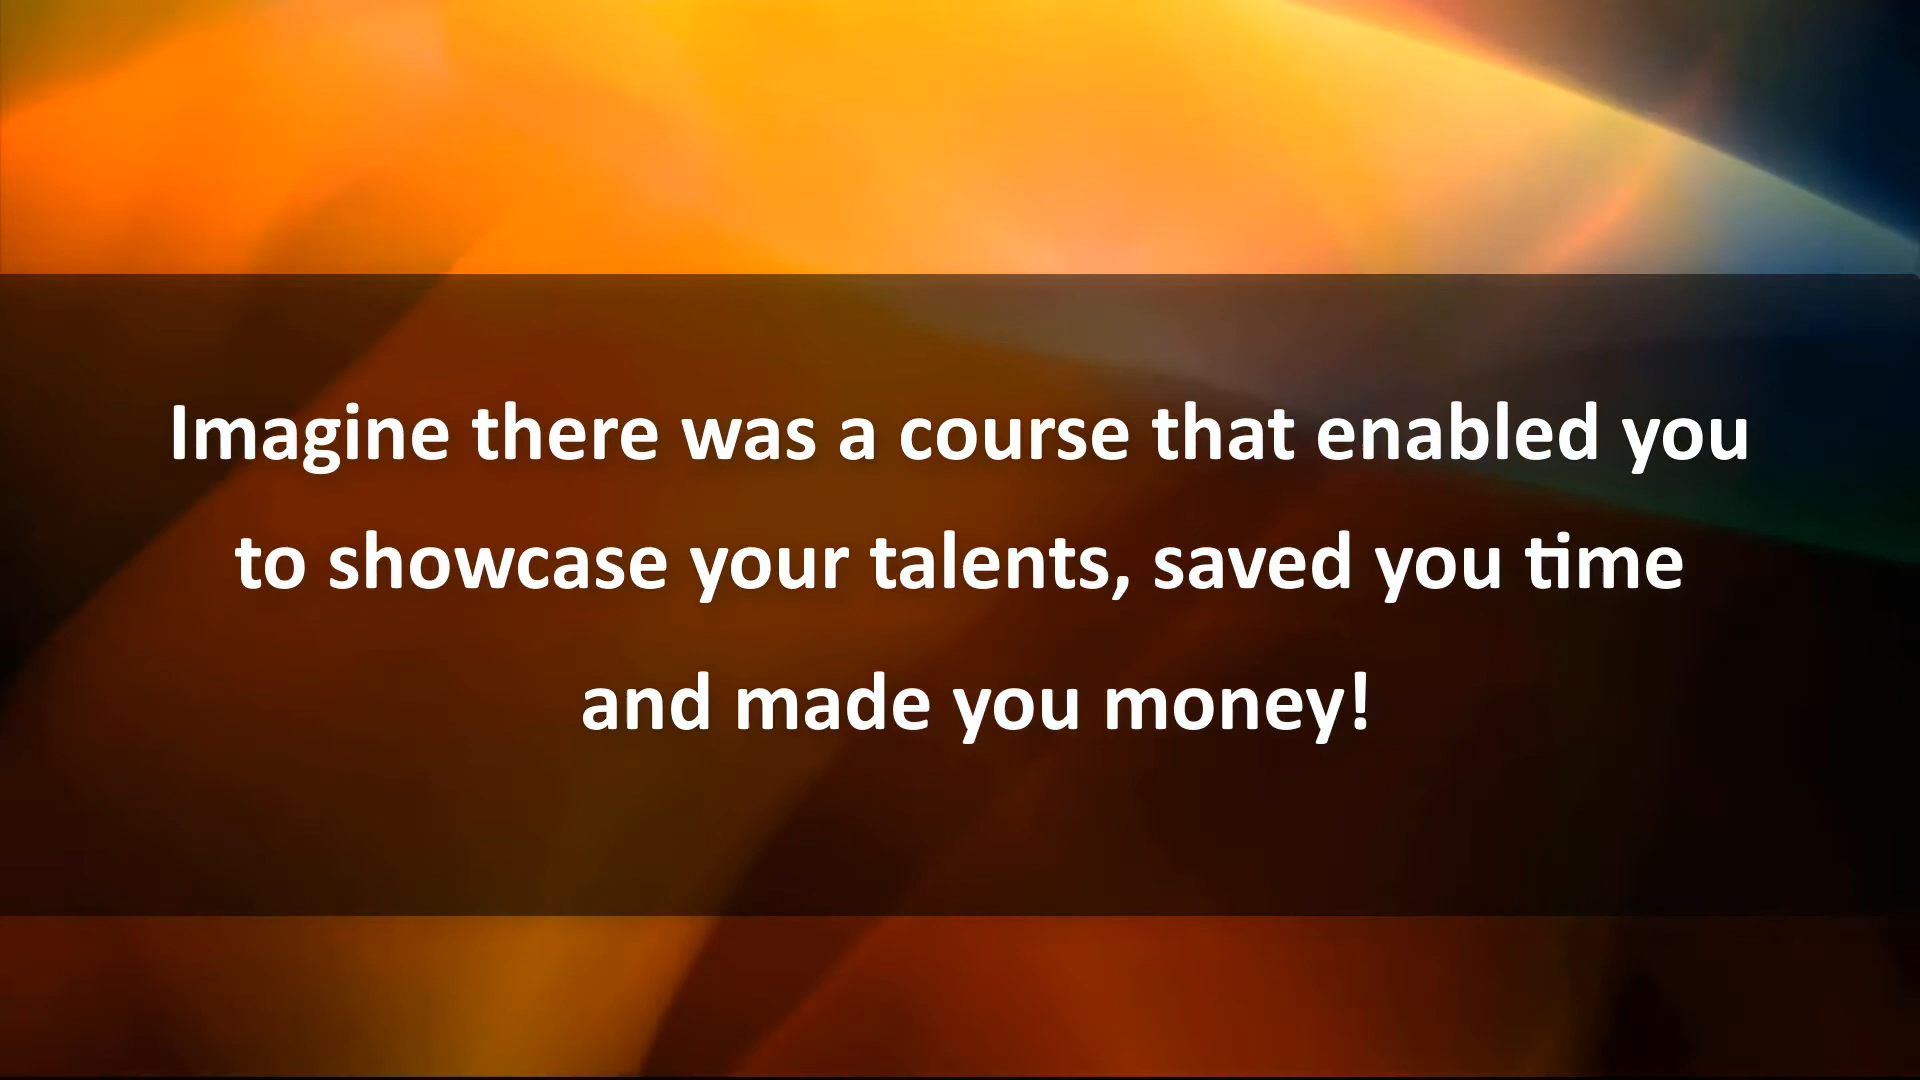 Imagine there was a course that enabled you
to showcase your talents, saved you time
and made you money!